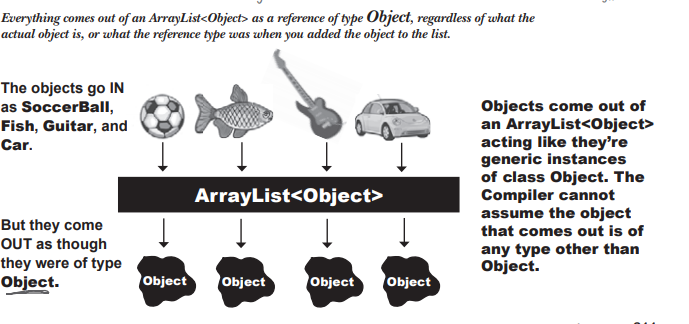 Everything comes out of an ArrayList<Object> as a reference of type Object, regardless of what the
actual object is, or what the reference type was when you added the object to the list.
The objects go IN
as SoccerBall,
Fish, Guitar, and
Car.
ArrayList<Object>
But they come
OUT as though
they were of type
Object.
Object Object Object Object
Objects come out of
an ArrayList<Object>
acting like they're
generic instances
of class Object. The
Compiler cannot
assume the object
that comes out is of
any type other than
Object.